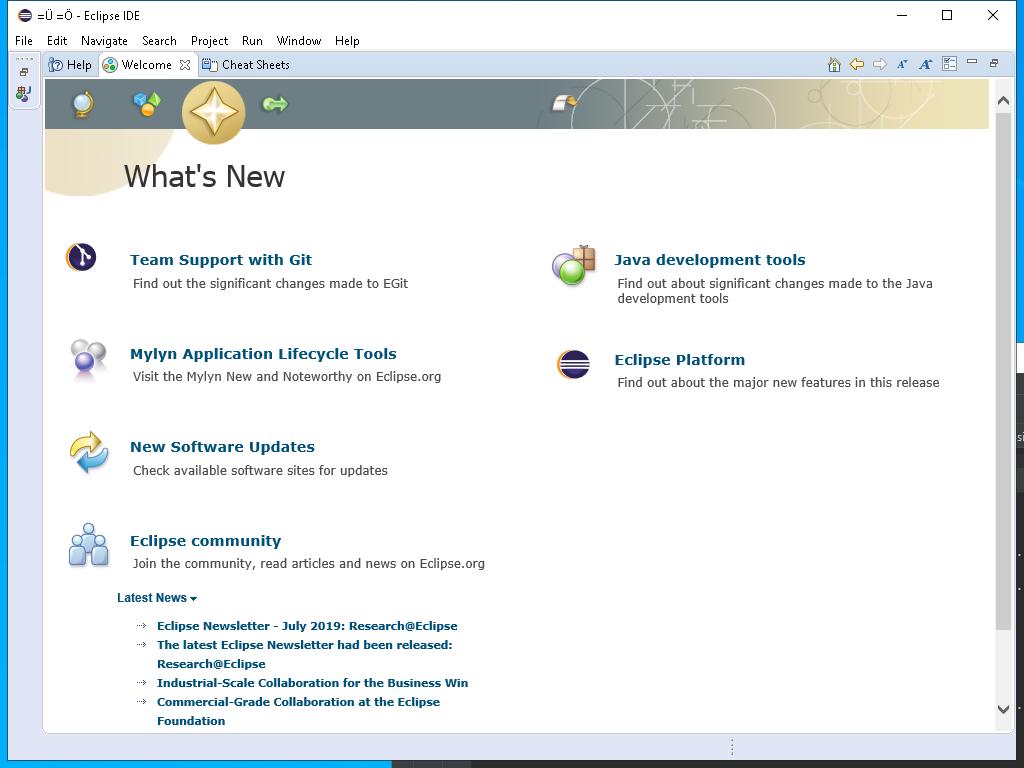 =Ü =Ö - Eclipse IDE
File Edit Navigate Search Project Run Window Help
Help Welcome Cheat Sheets
What's New
Team Support with Git
Find out the significant changes made to EGit
Java development tools
Find out about significant changes made to the Java
development tools
Mylyn Application Lifecycle Tools
Visit the Mylyn New and Noteworthy on Eclipse.org
Eclipse Platform
Find out about the major new features in this release
New Software Updates
Check available software sites for updates
Eclipse community
Join the community, read articles and news on Eclipse.org
Latest News
Eclipse Newsletter - July 2019: Research@Eclipse
The latest Eclipse Newsletter had been released:
Research@Eclipse
Industrial-Scale Collaboration for the Business Win
Commercial-Grade Collaboration at the Eclipse
Foundation